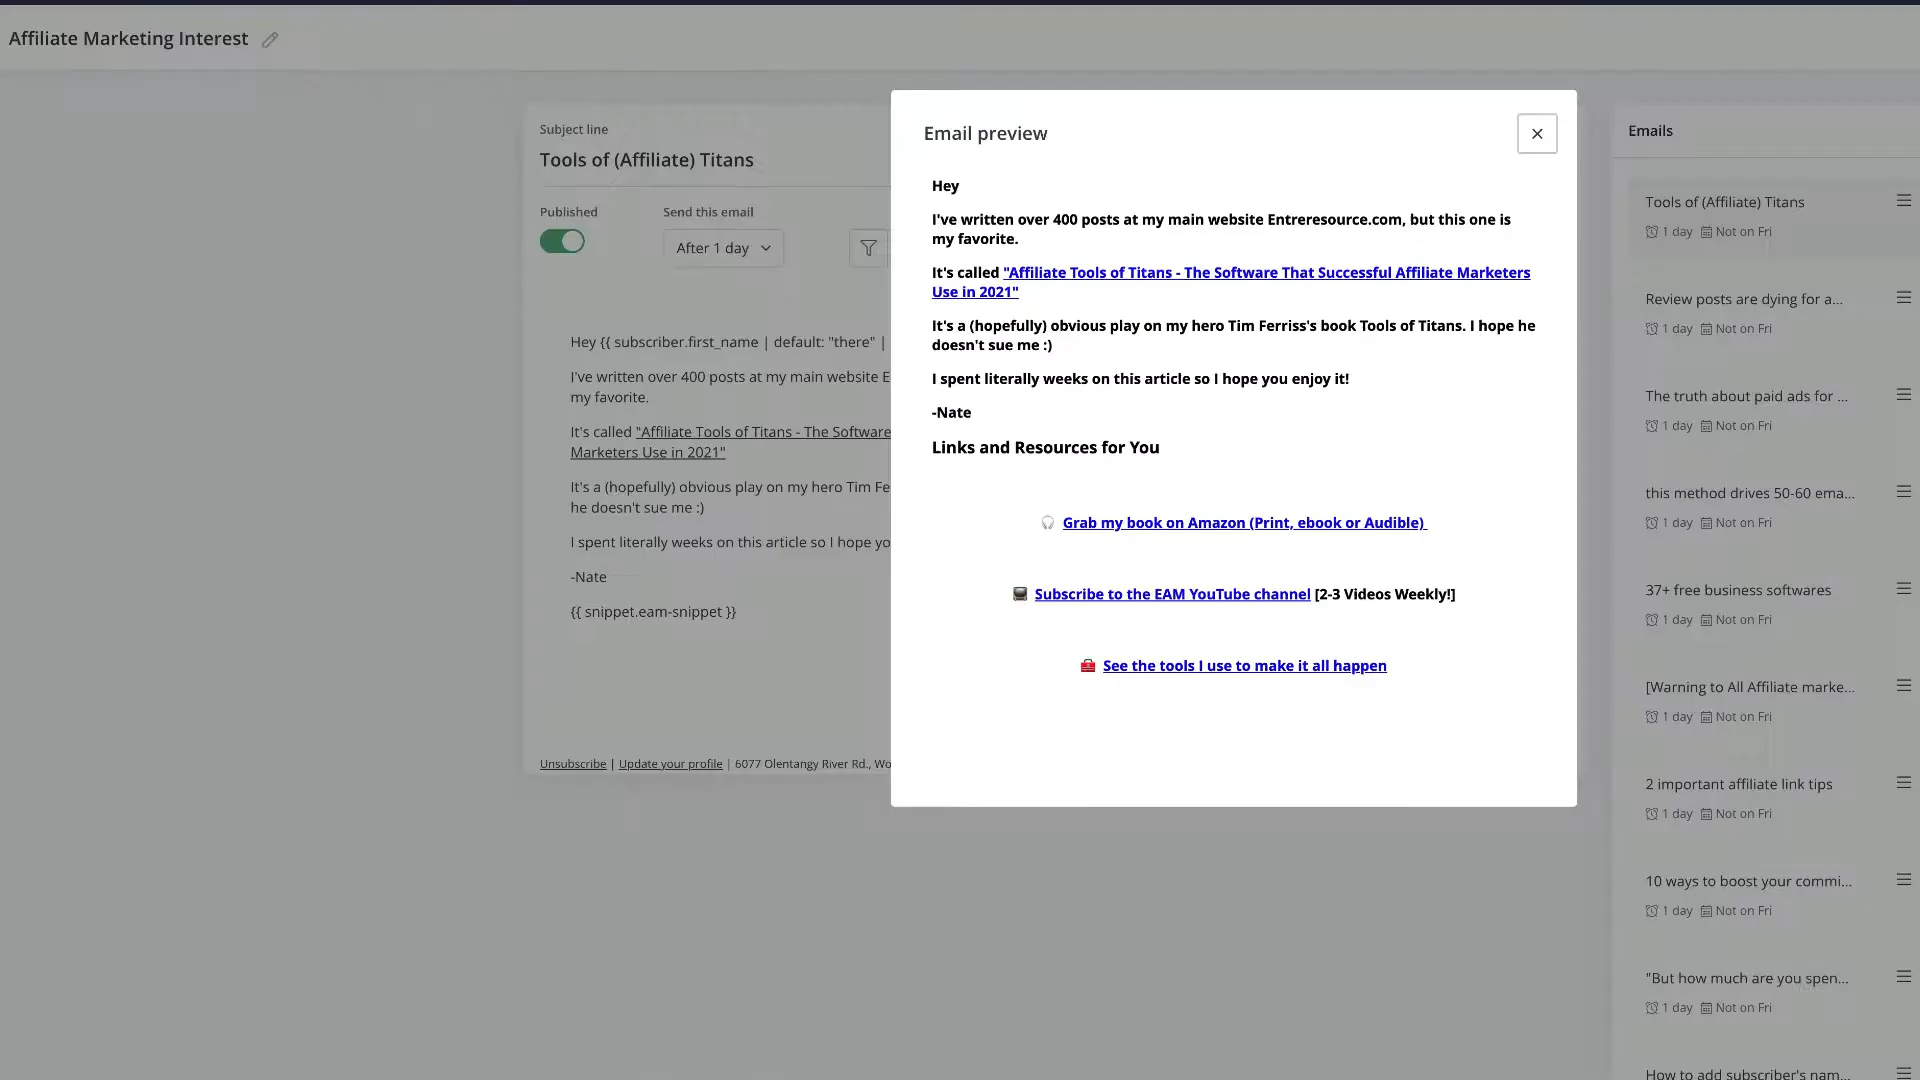 Affiliate Marketing Interest
Subject line
Tools of (Affiliate) Titans
Published
Send this email
After 1 day
Hey {{ subscriber.first_name | default: "there" |
I've written over 400 posts at my main website E
my favorite.
It's called "Affiliate Tools of Titans - The Software
Marketers Use in 2021"
It's a (hopefully) obvious play on my hero Tim Fe
he doesn't sue me :)
I spent literally weeks on this article so I hope yo
-Nate
{{ snippet.eam-snippet }}
Unsubscribe | Update your profile | 6077 Olentangy River Rd., Wo
Email preview
Hey
I've written over 400 posts at my main website Entreresource.com, but this one is
my favorite.
It's called "Affiliate Tools of Titans - The Software That Successful Affiliate Marketers
Use in 2021"
It's a (hopefully) obvious play on my hero Tim Ferriss's book Tools of Titans. I hope he
doesn't sue me :)
I spent literally weeks on this article so I hope you enjoy it!
-Nate
Links and Resources for You
Grab my book on Amazon (Print, ebook or Audible)
Subscribe to the EAM YouTube channel [2-3 Videos Weekly!]
See the tools I use to make it all happen
Emails
Tools of (Affiliate) Titans
1 day Not on Fri
Review posts are dying for a...
1 day Not on Fri
The truth about paid ads for ...
1 day Not on Fri
this method drives 50-60 ema...
1 day Not on Fri
37+ free business softwares
1 day Not on Fri
[Warning to All Affiliate marke...
1 day Not on Fri
2 important affiliate link tips
1 day Not on Fri
10 ways to boost your commi...
1 day Not on Fri
"But how much are you spen...
1 day Not on Fri
How to add subscriber's nam...